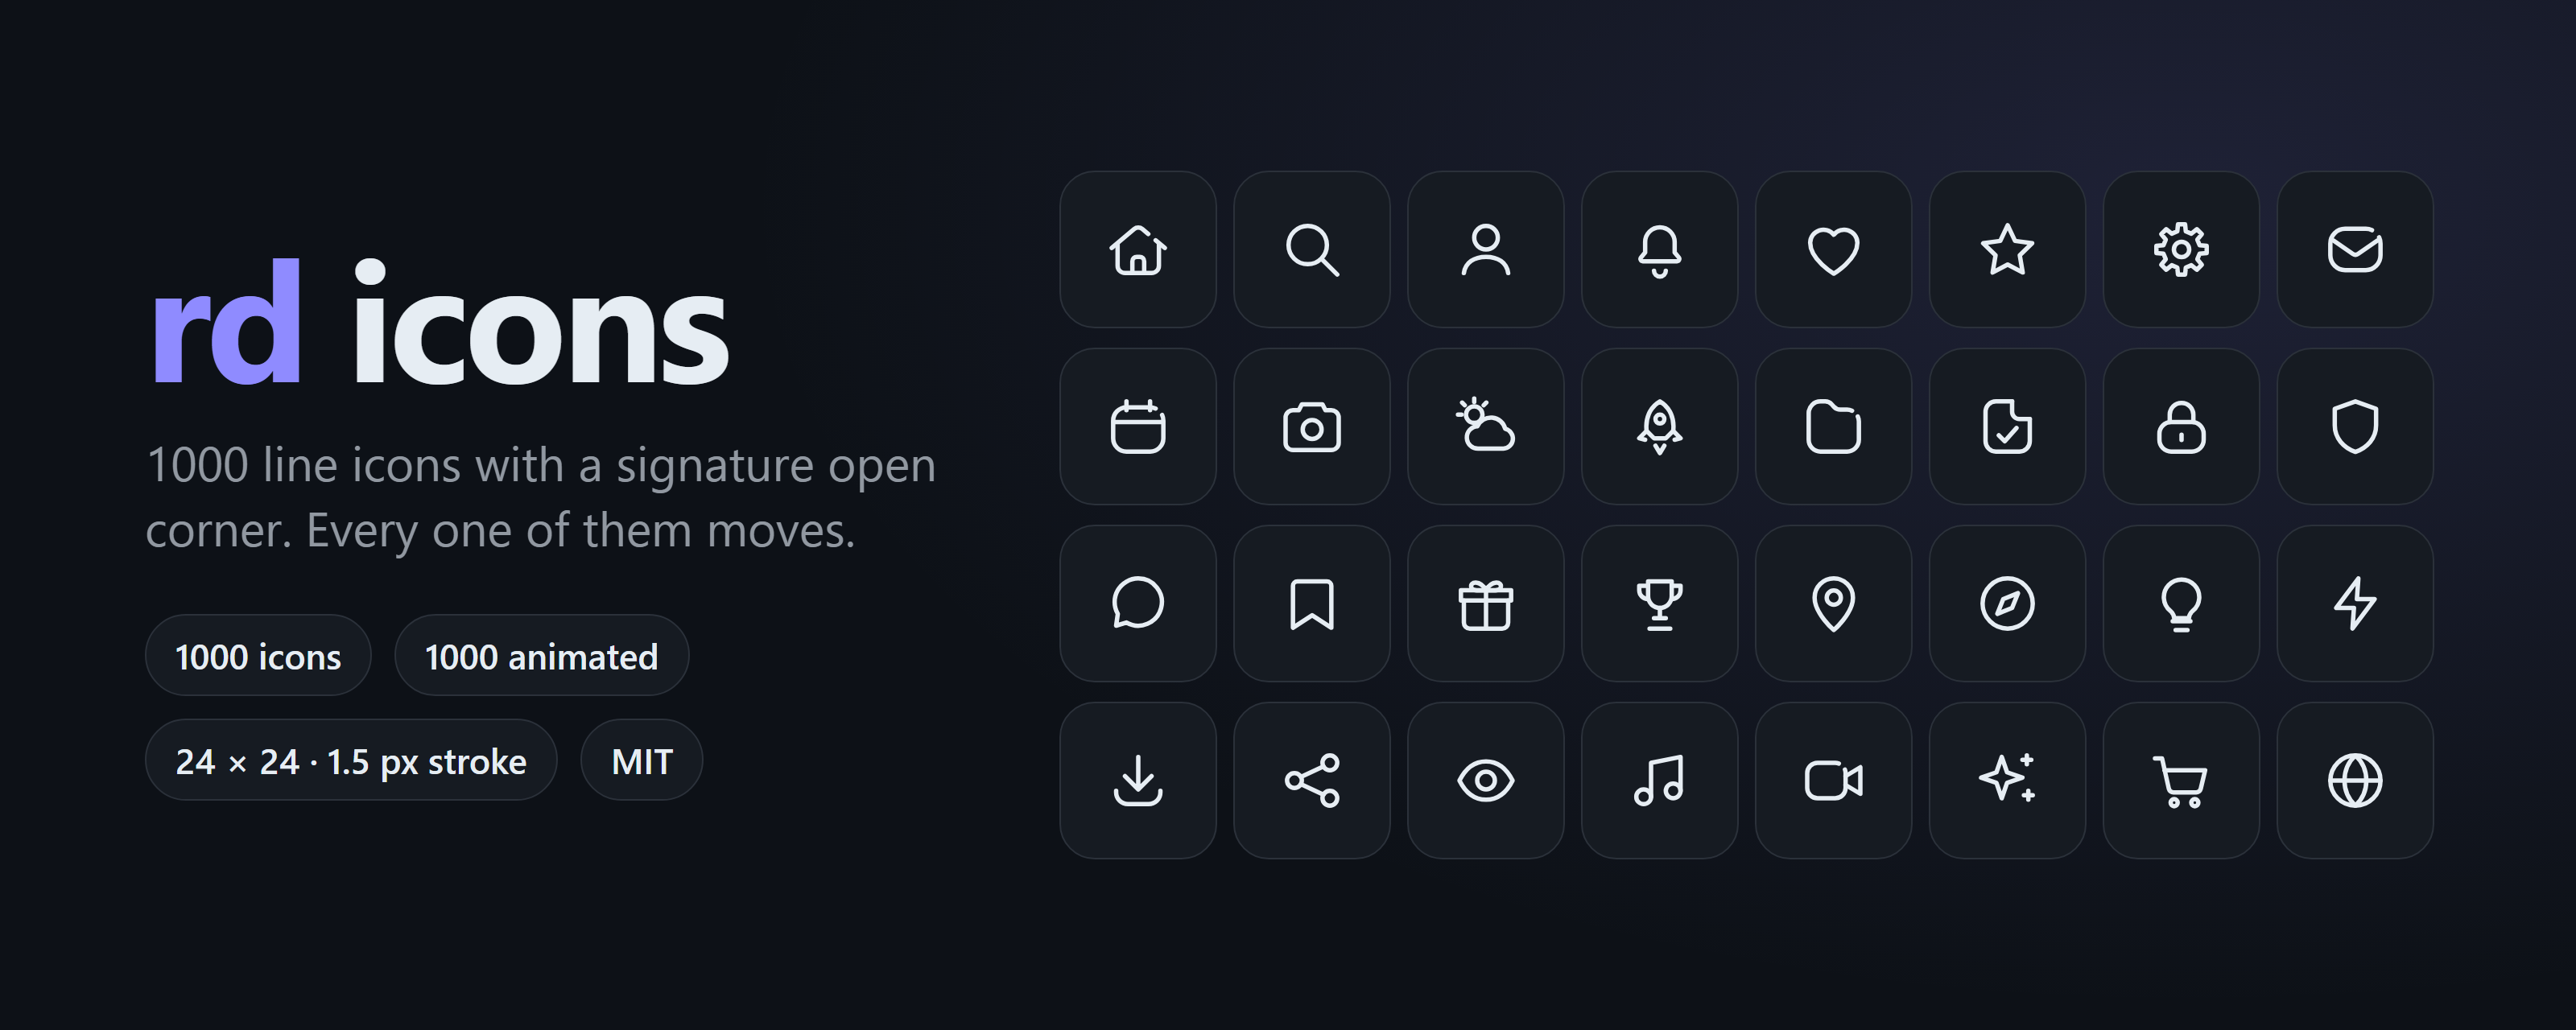 rd icons
1000 line icons with a signature open
corner. Every one of them moves.
1000 icons
1000 animated
24 × 24 · 1.5 px stroke
MIT